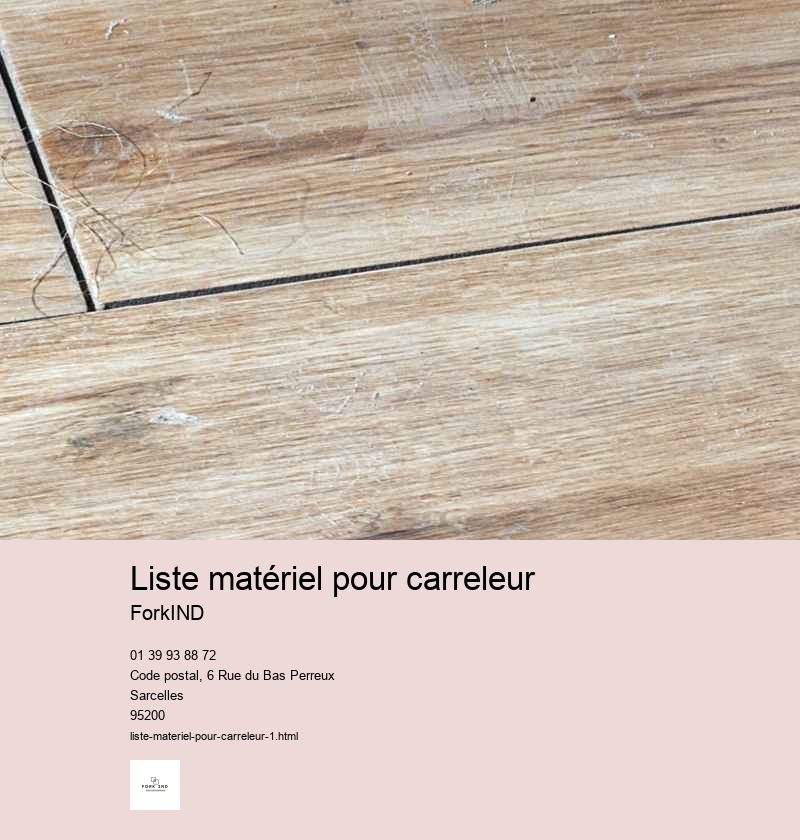 Liste matériel pour carreleur
ForkIND
01 39 93 88 72
Code postal, 6 Rue du Bas Perreux
Sarcelles
95200
liste-materiel-pour-carreleur-1.html
FORK IND